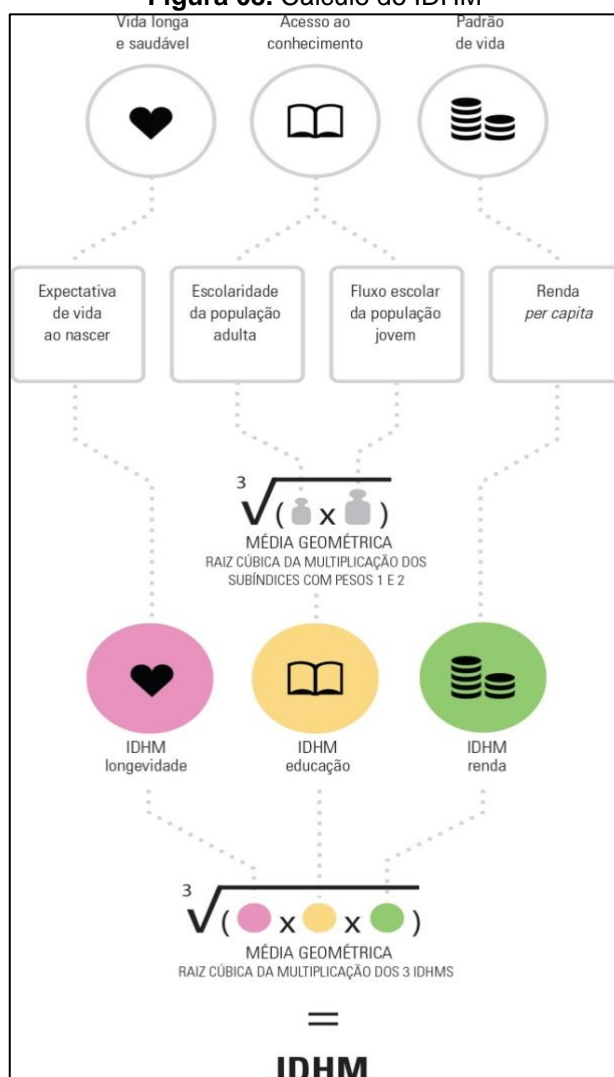 Figura 08. Cálculo do IDHM
Vida longa
e saudável
Acesso ao
conhecimento
Padrão
de vida
Expectativa
de vida
ao nascer
Escolaridade
da população
adulta
Fluxo escolar
da população
jovem
Renda
per capita
3
√( x )
MÉDIA GEOMÉTRICA
RAIZ CÚBICA DA MULTIPLICAÇÃO DOS
SUBÍNDICES COM PESOS 1 E 2
IDHM
longevidade
IDHM
educação
IDHM
renda
3
√( x x )
MÉDIA GEOMÉTRICA
RAIZ CÚBICA DA MULTIPLICAÇÃO DOS 3 IDHMS
=
IDHM